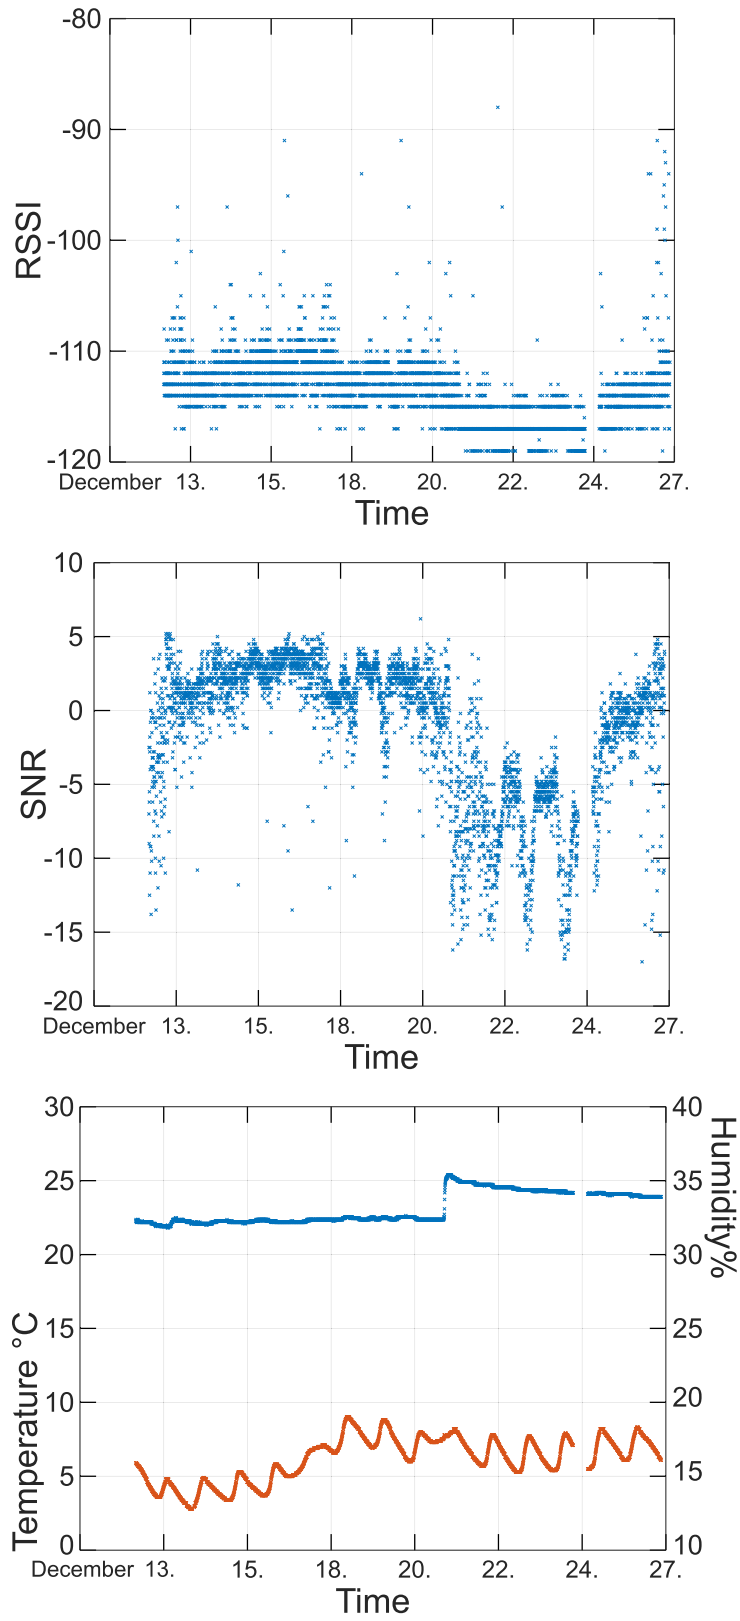 -80
-90
-100
-110
-120
RSSI
December 13. 15. 18. 20. 22. 24. 27.
Time
10
5
0
-5
-10
-15
-20
SNR
December 13. 15. 18. 20. 22. 24. 27.
Time
30 40
25 35
20 30
15 25
10 20
5 15
0 10
Temperature °C
Humidity%
December 13. 15. 18. 20. 22. 24. 27.
Time